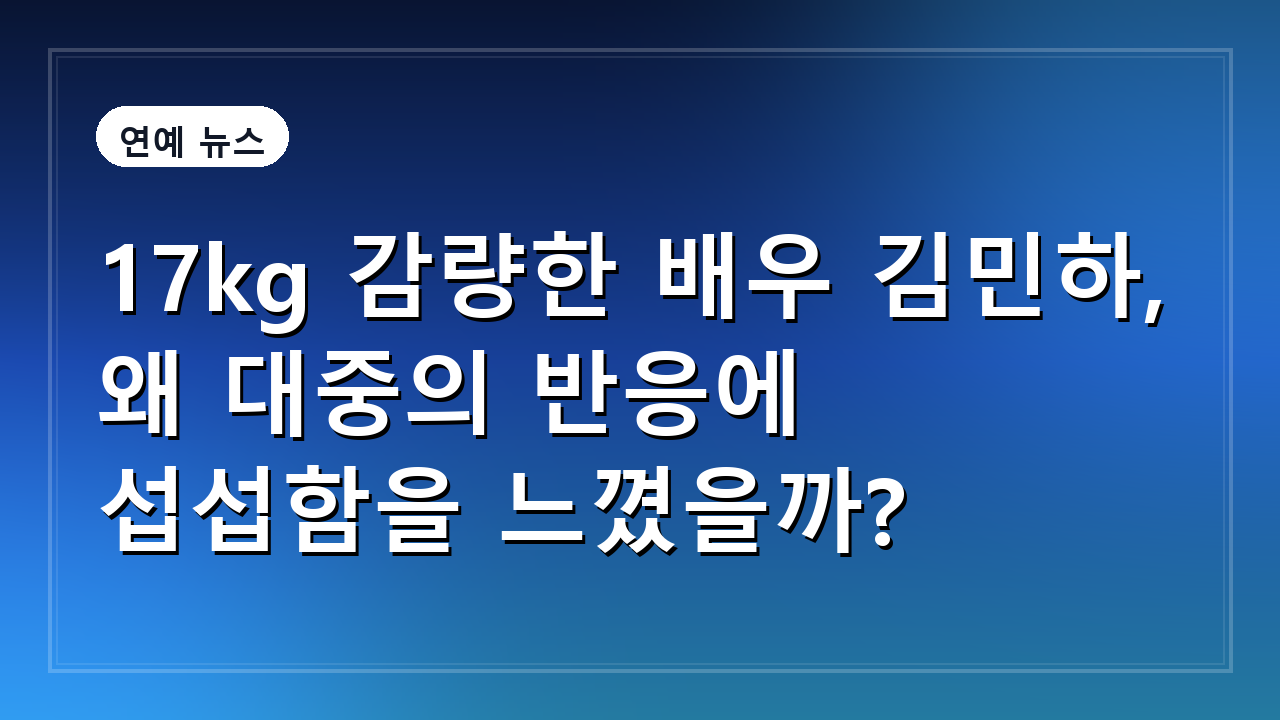 연예 뉴스
17kg 감량한 배우 김민하,
왜 대중의 반응에
섭섭함을 느꼈을까?